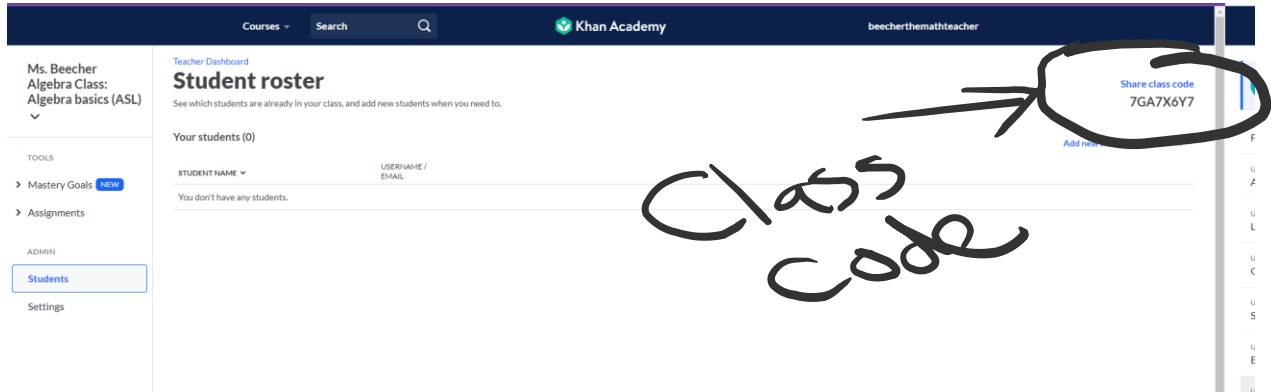 Courses Search Khan Academy beecherthemathteacher
Ms. Beecher
Algebra Class:
Algebra basics (ASL)
TOOLS
Mastery Goals NEW
Assignments
ADMIN
Students
Settings
Teacher Dashboard
Student roster
See which students are already in your class, and add new students when you need to.
Your students (0)
STUDENT NAME
USERNAME /
EMAIL
You don't have any students.
Share class code
7GA7X6Y7
Add new
Class
code